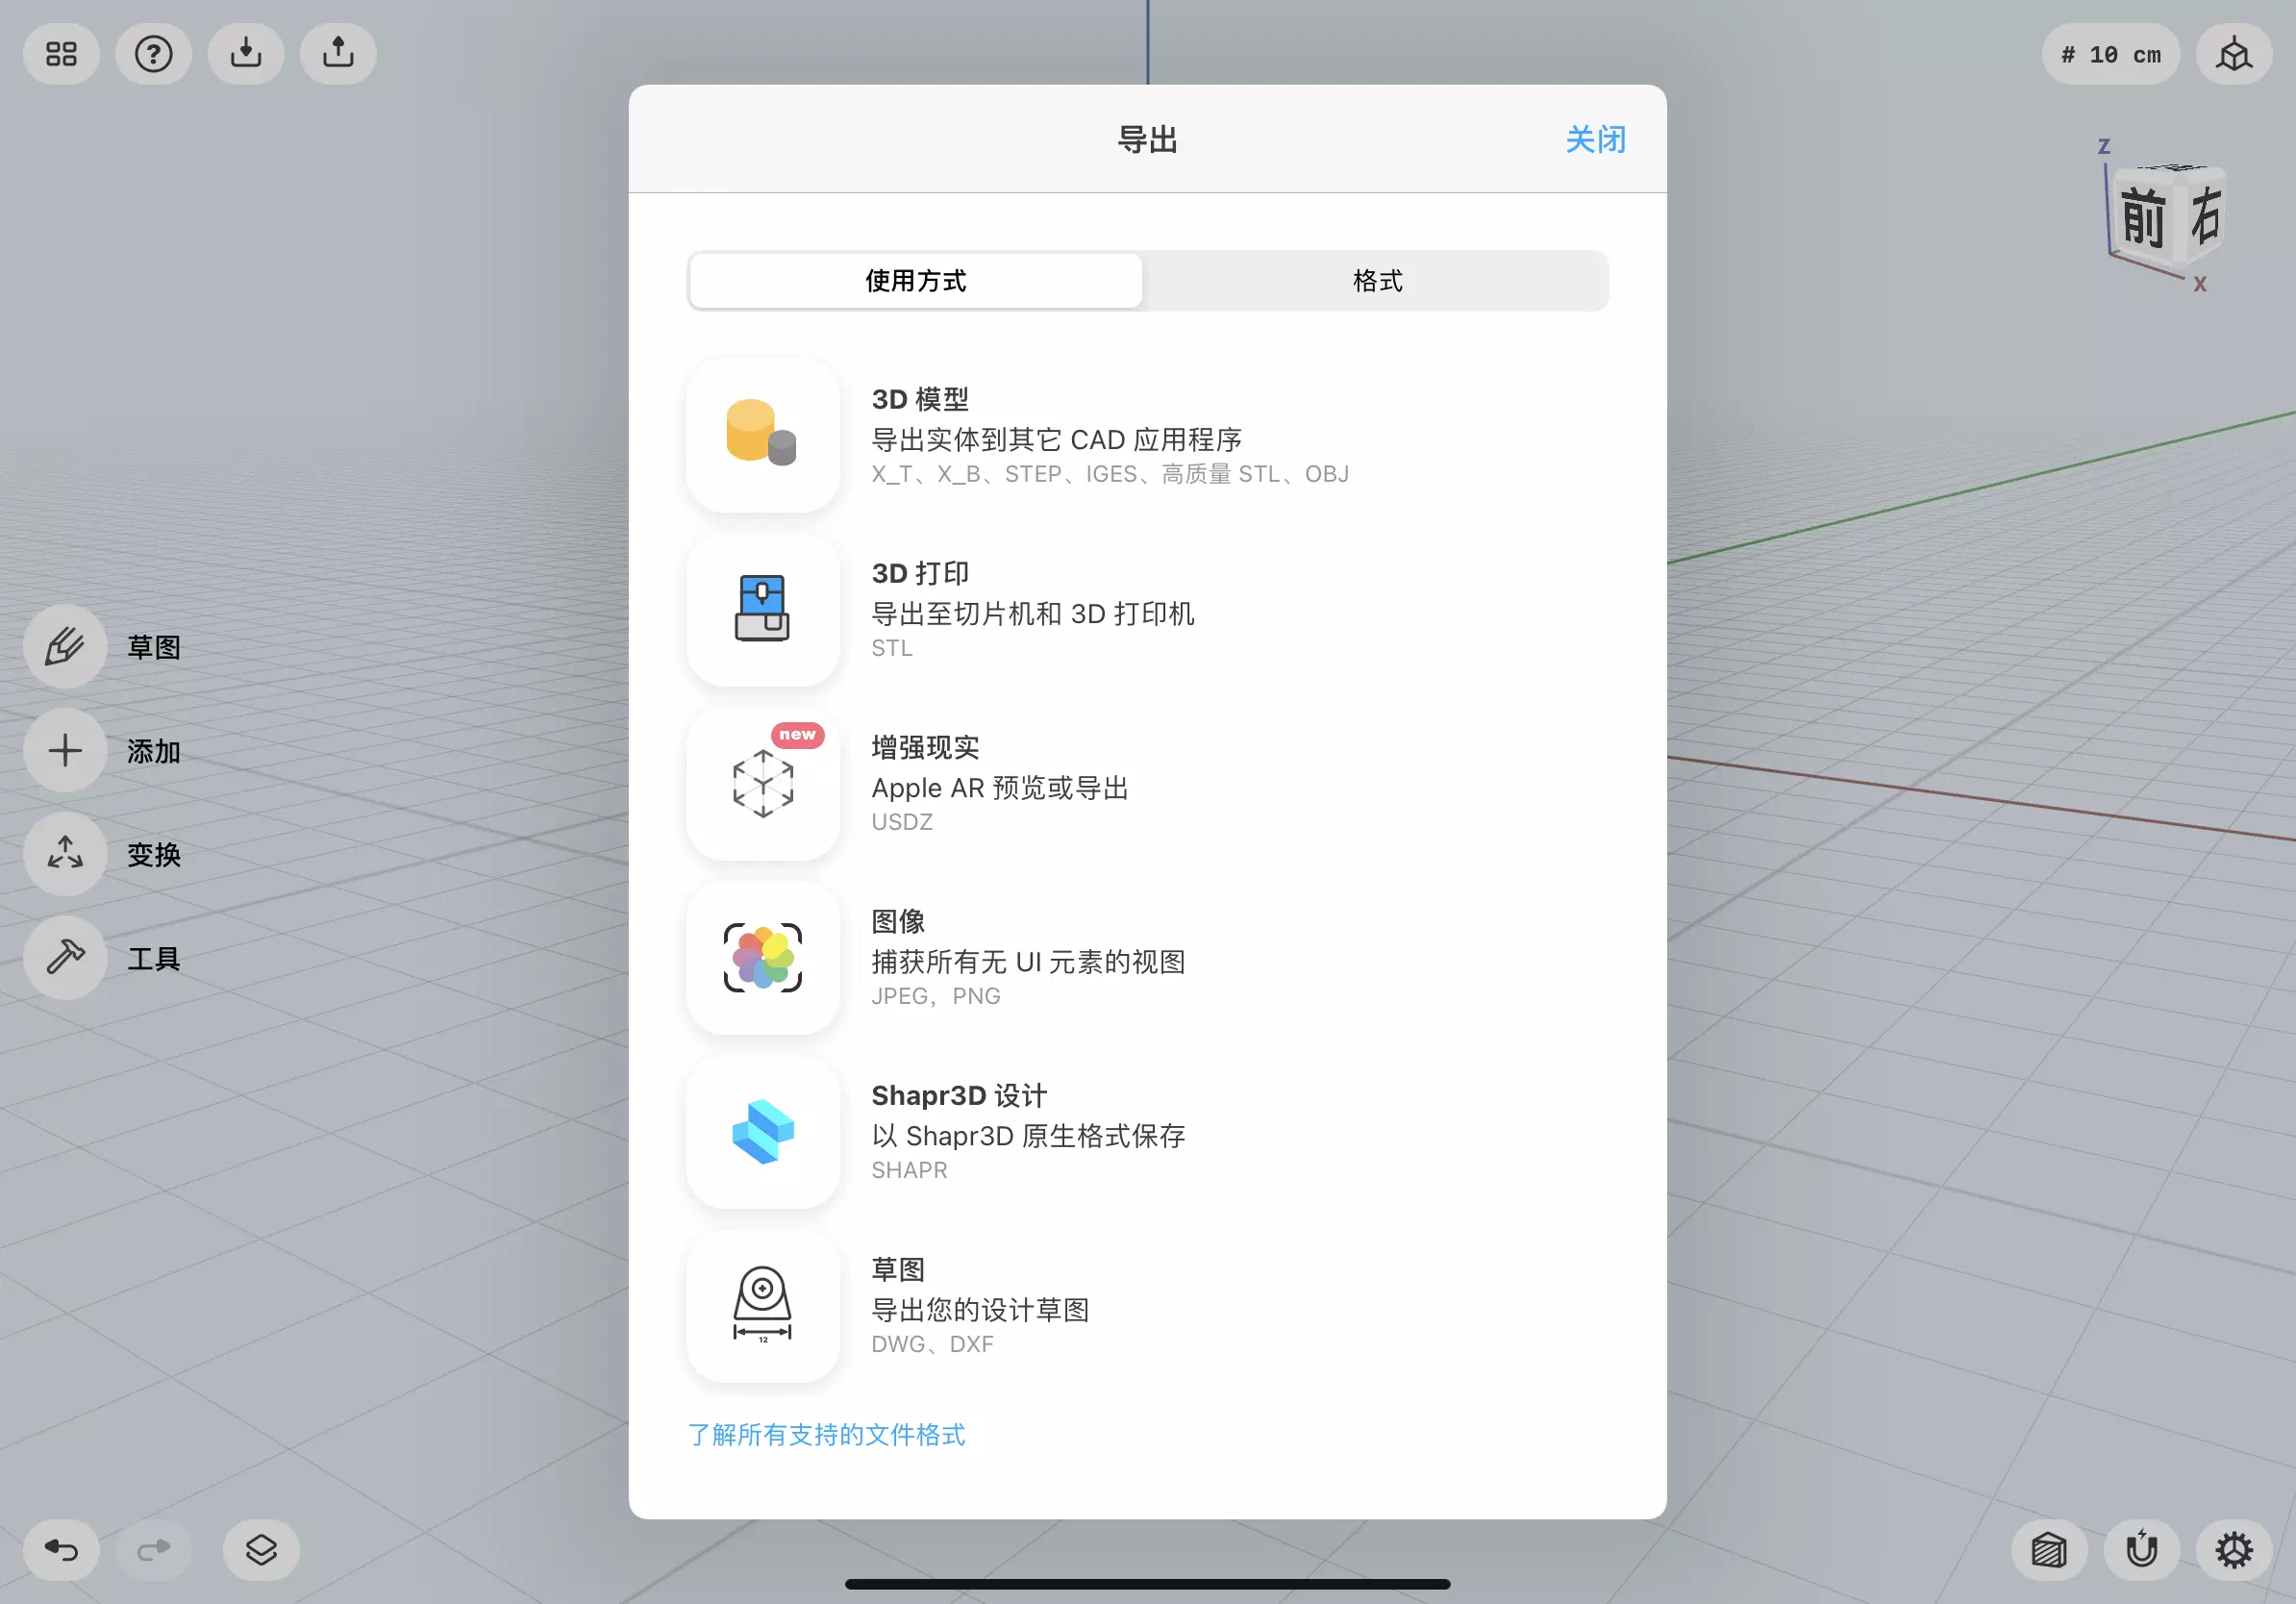 # 10 cm
导出
关闭
Z
前
右
X
使用方式
格式
3D 模型
导出实体到其它 CAD 应用程序
X_T、X_B、STEP、IGES、高质量 STL、OBJ
3D 打印
导出至切片机和 3D 打印机
STL
new
增强现实
Apple AR 预览或导出
USDZ
图像
捕获所有无 UI 元素的视图
JPEG，PNG
Shapr3D 设计
以 Shapr3D 原生格式保存
SHAPR
草图
导出您的设计草图
DWG、DXF
12
了解所有支持的文件格式
草图
添加
变换
工具